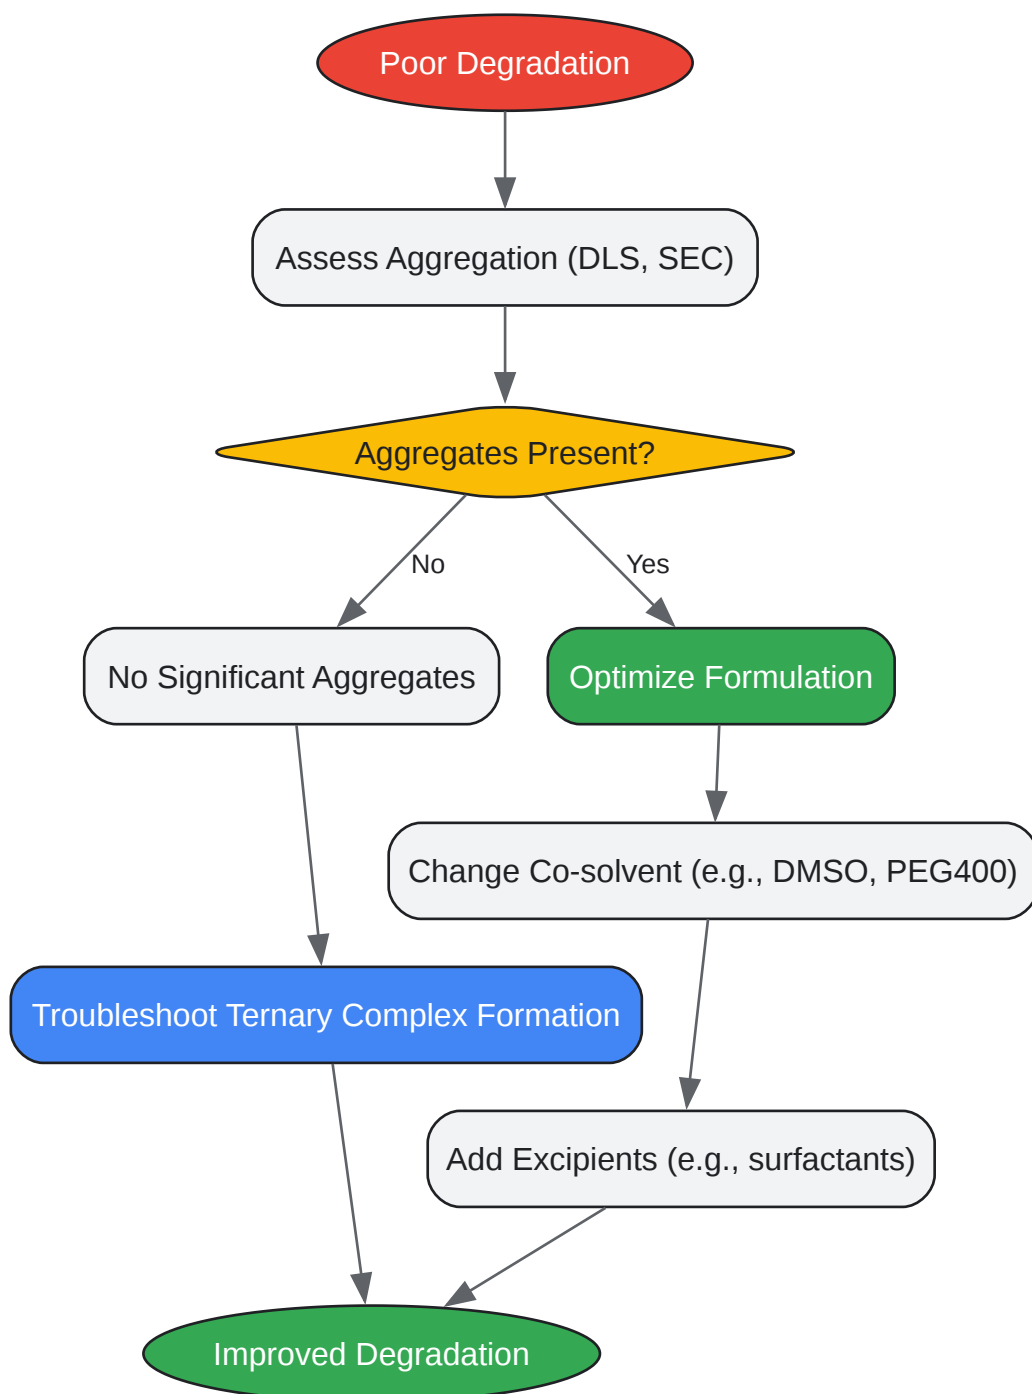 Poor Degradation
Assess Aggregation (DLS, SEC)
Aggregates Present?
No
Yes
No Significant Aggregates
Optimize Formulation
Change Co-solvent (e.g., DMSO, PEG400)
Troubleshoot Ternary Complex Formation
Add Excipients (e.g., surfactants)
Improved Degradation